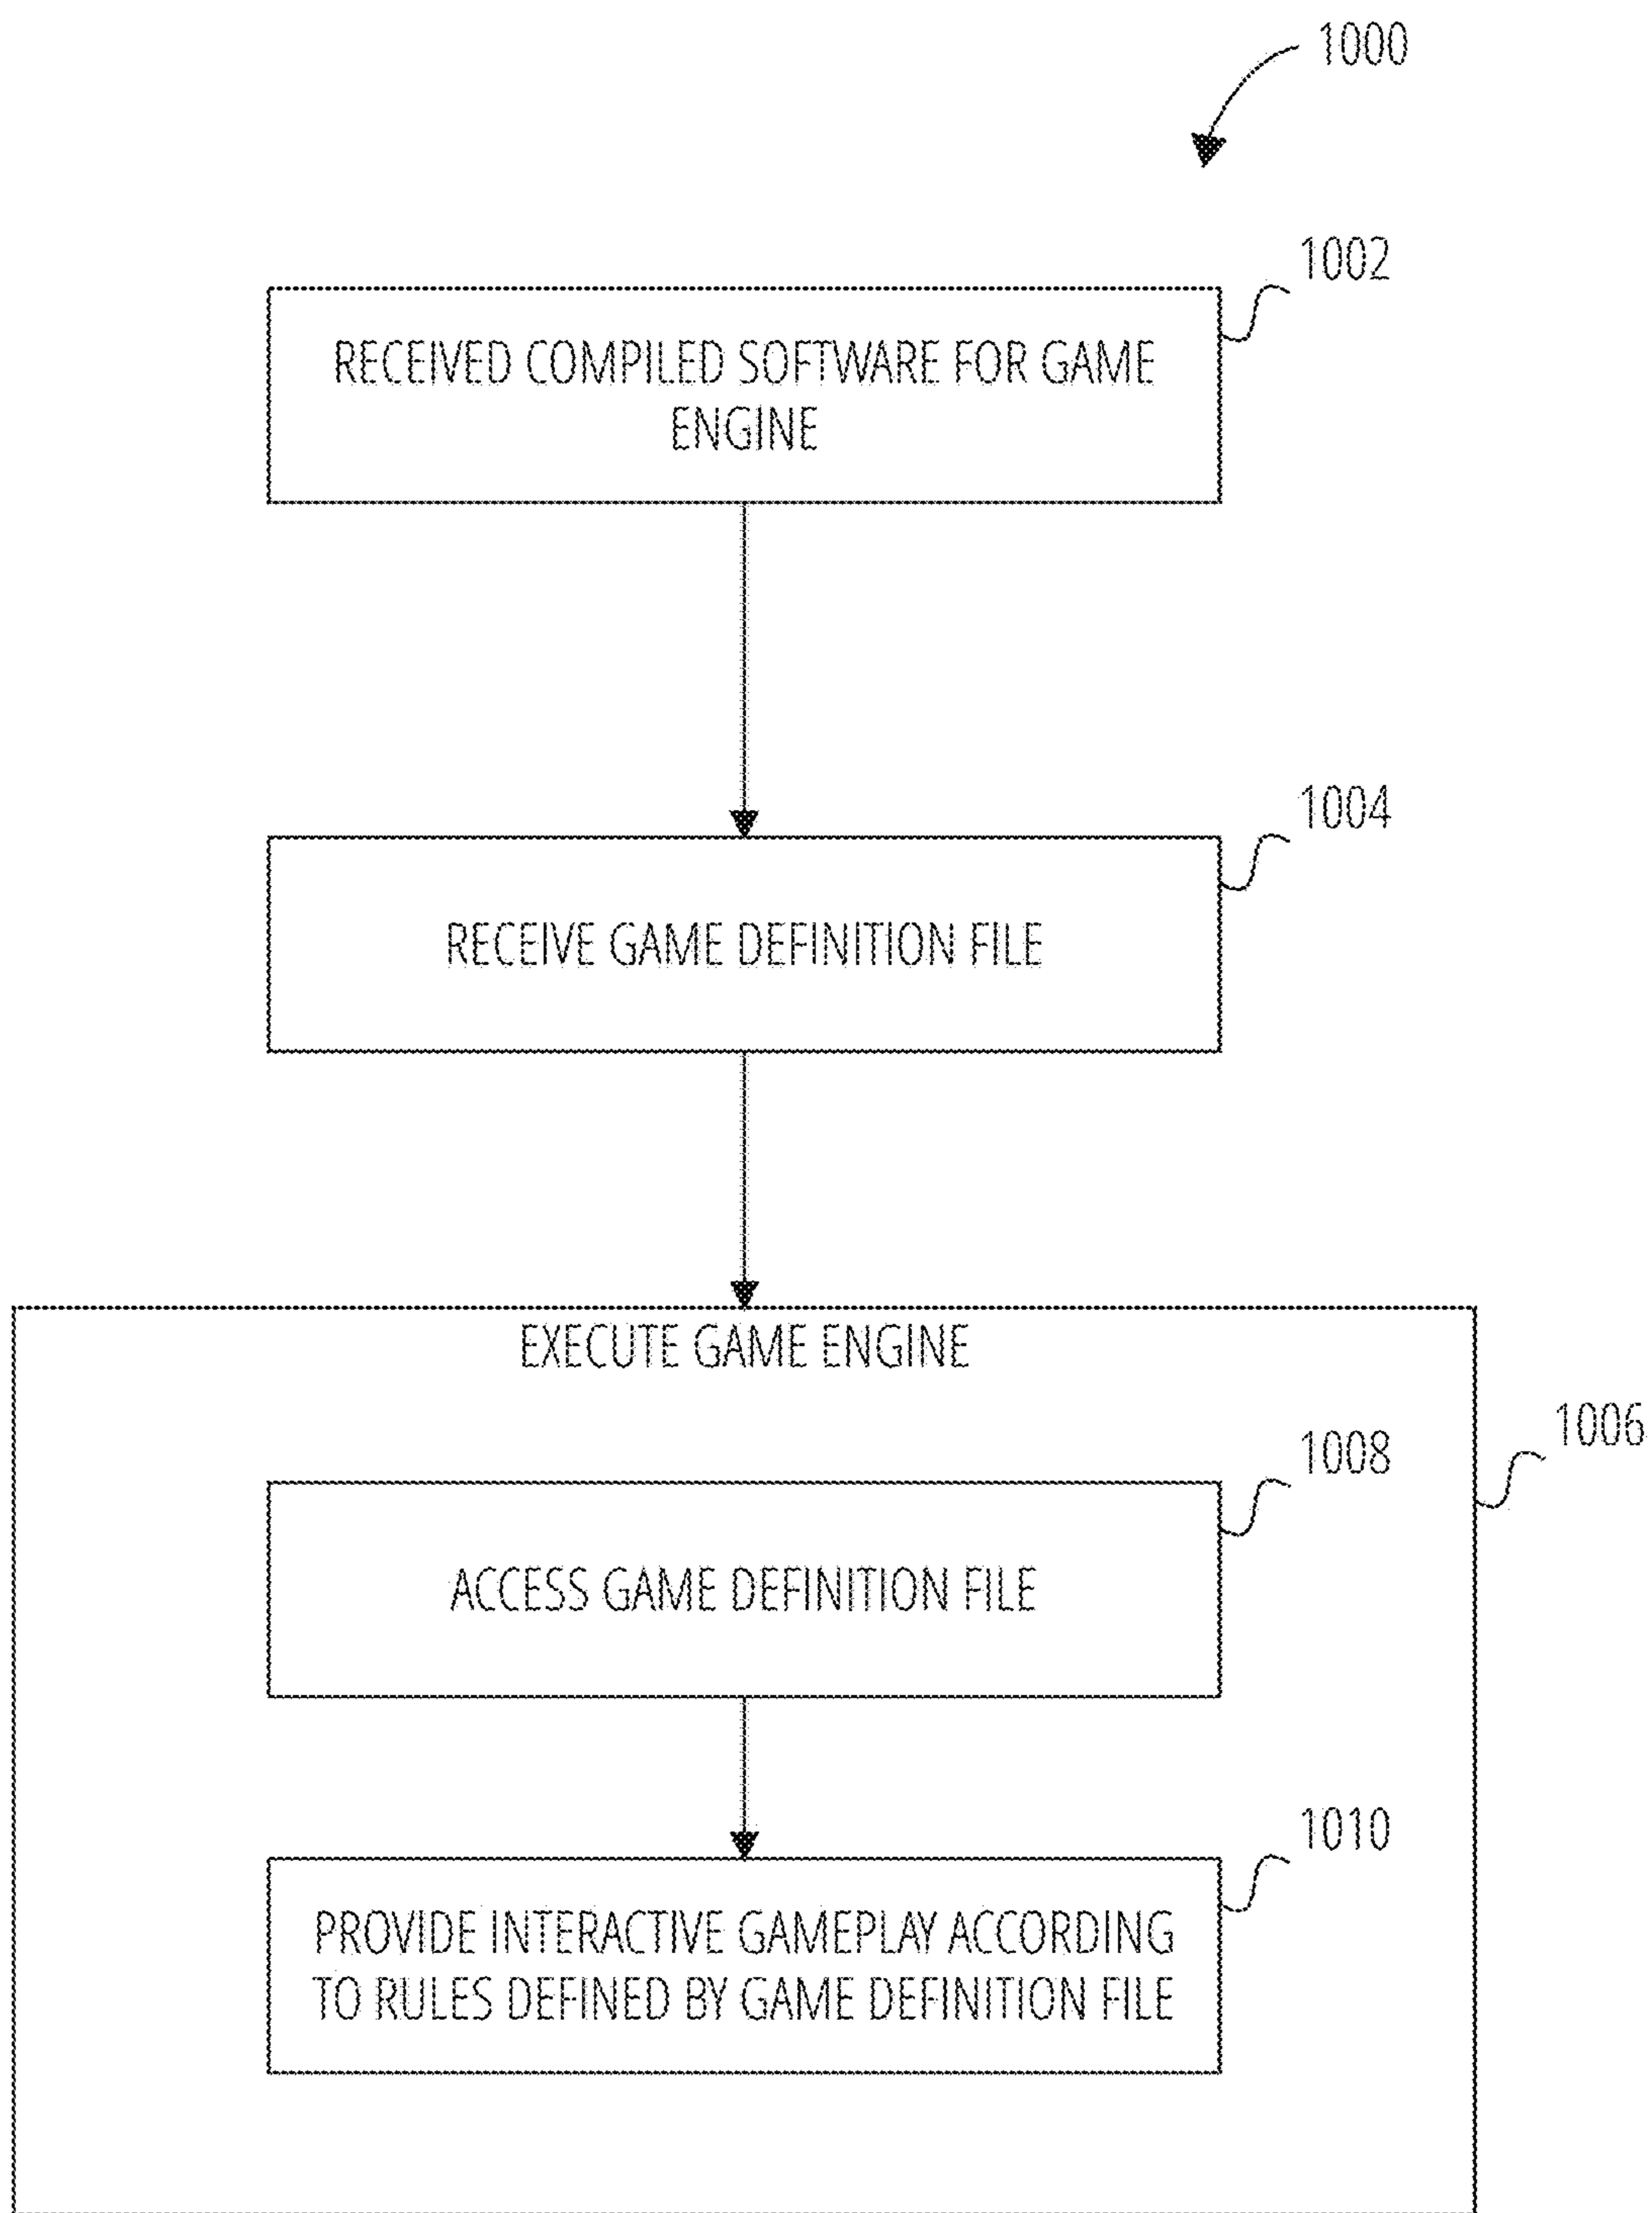 1000
1002
RECEIVED COMPILED SOFTWARE FOR GAME
ENGINE
1004
RECEIVE GAME DEFINITION FILE
EXECUTE GAME ENGINE
1006
1008
ACCESS GAME DEFINITION FILE
1010
PROVIDE INTERACTIVE GAMEPLAY ACCORDING
TO RULES DEFINED BY GAME DEFINITION FILE